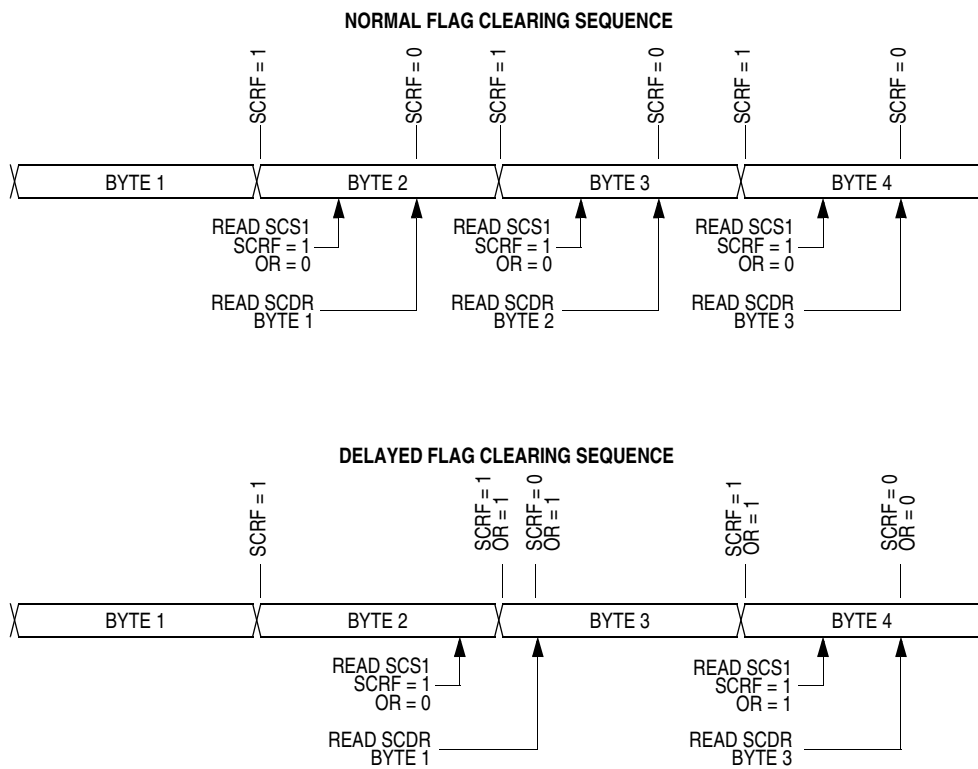 NORMAL FLAG CLEARING SEQUENCE
SCRF = 1
SCRF = 0
SCRF = 1
SCRF = 0
SCRF = 1
SCRF = 0
BYTE 1
BYTE 2
BYTE 3
BYTE 4
READ SCS1
SCRF = 1
OR = 0
READ SCS1
SCRF = 1
OR = 0
READ SCS1
SCRF = 1
OR = 0
READ SCDR
BYTE 1
READ SCDR
BYTE 2
READ SCDR
BYTE 3
DELAYED FLAG CLEARING SEQUENCE
SCRF = 1
SCRF = 1
OR = 1
SCRF = 0
OR = 1
SCRF = 1
OR = 1
SCRF = 0
OR = 0
BYTE 1
BYTE 2
BYTE 3
BYTE 4
READ SCS1
SCRF = 1
OR = 0
READ SCS1
SCRF = 1
OR = 1
READ SCDR
BYTE 1
READ SCDR
BYTE 3